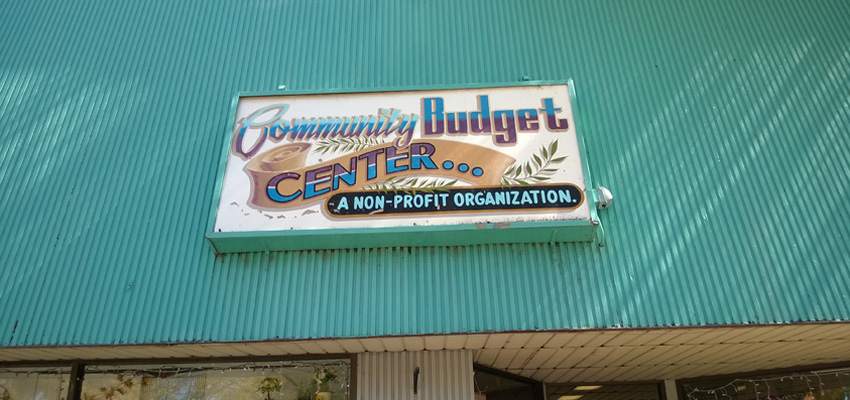 Community Budget
CENTER...
A NON-PROFIT ORGANIZATION.